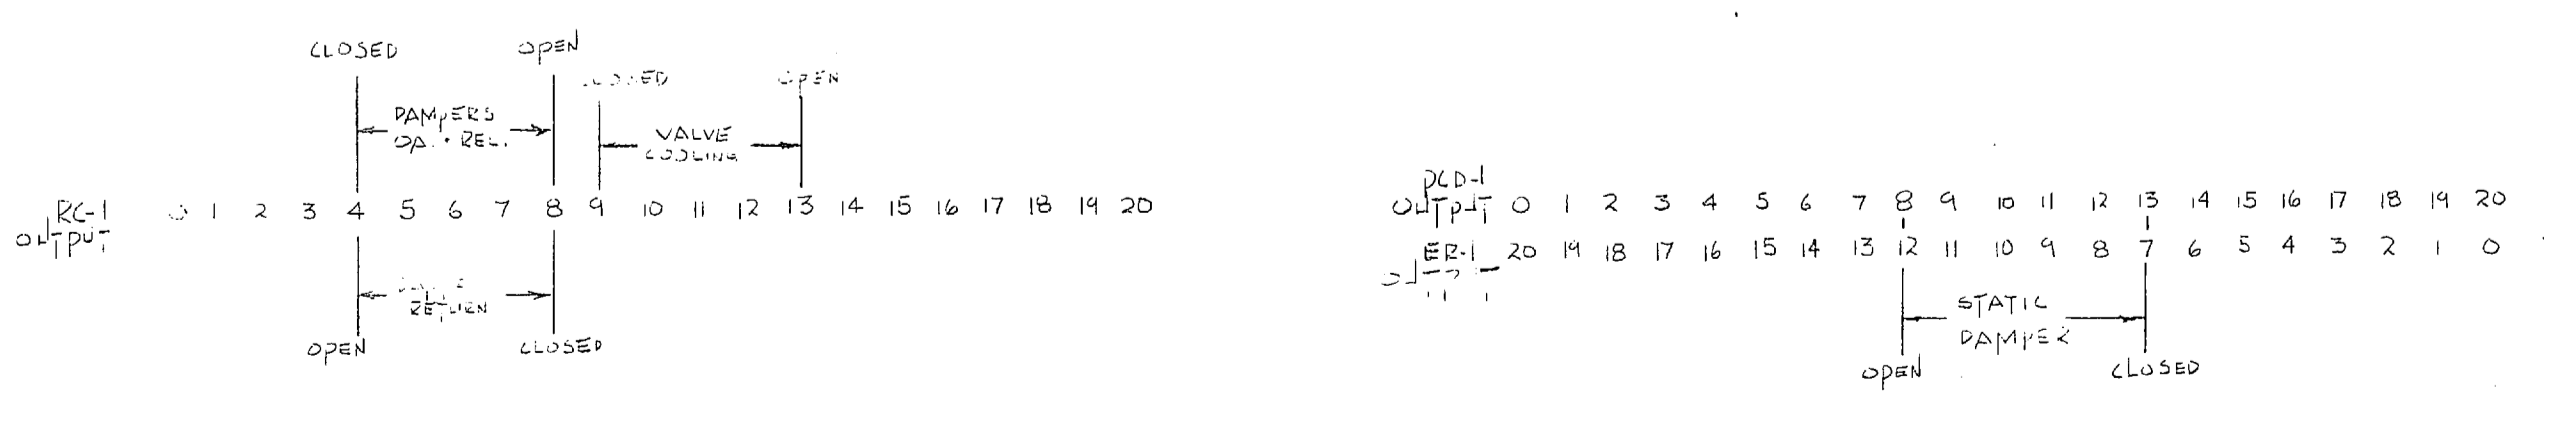 CLOSED OPEN
OPEN
DAMPERS
OA. + REL.
VALVE
COOLING
RC-1
OUTPUT
0 1 2 3 4 5 6 7 8 9 10 11 12 13 14 15 16 17 18 19 20
RETURN
OPEN CLOSED
PCD-1
OUTPUT 0 1 2 3 4 5 6 7 8 9 10 11 12 13 14 15 16 17 18 19 20
ER-1 20 19 18 17 16 15 14 13 12 11 10 9 8 7 6 5 4 3 2 1 0
STATIC
DAMPER
OPEN CLOSED